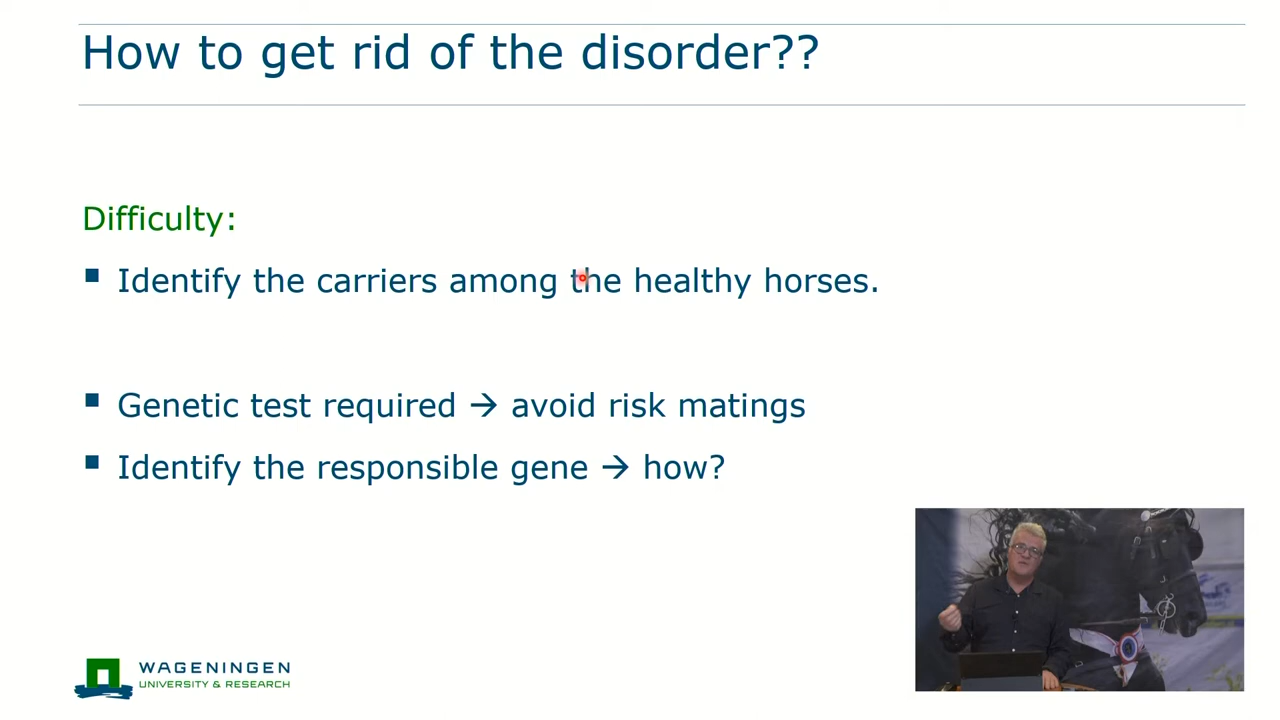 How to get rid of the disorder??
Difficulty:
▪ Identify the carriers among the healthy horses.
▪ Genetic test required → avoid risk matings
▪ Identify the responsible gene → how?
WAGENINGEN
UNIVERSITY & RESEARCH